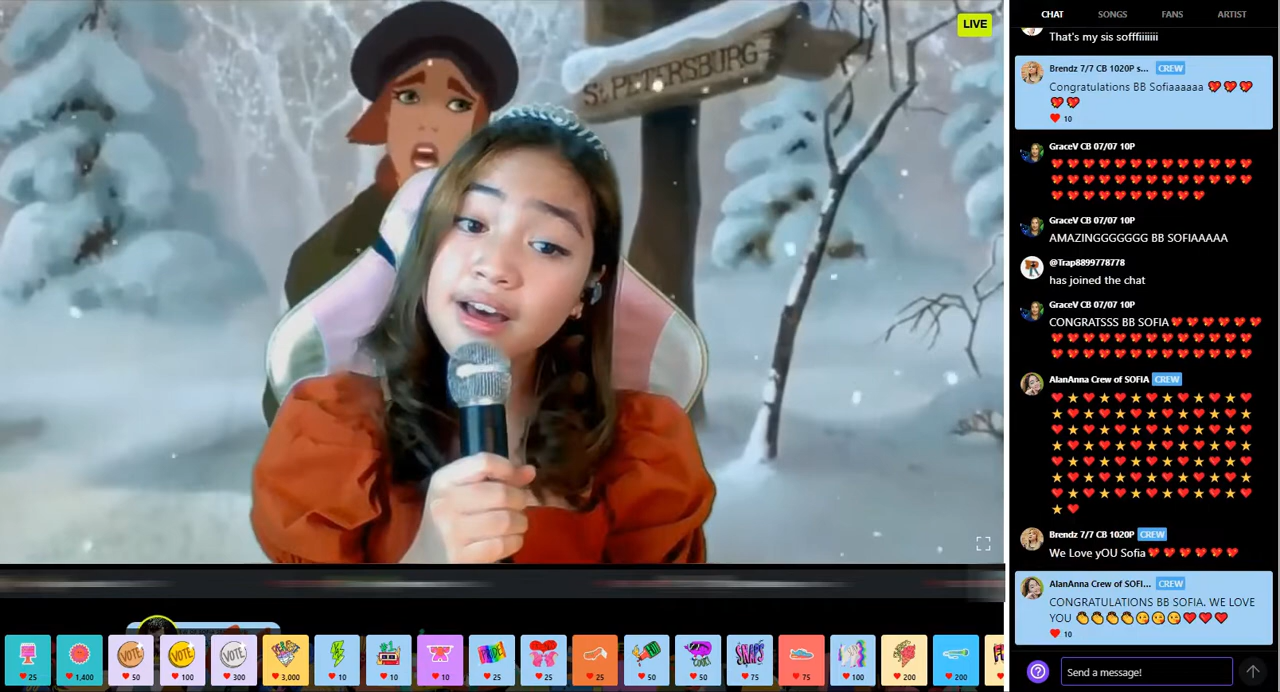 St. PETERSBURG
LIVE
CHAT
SONGS
FANS
ARTIST
That's my sis sofffiiiiiii
Brendz 7/7 CB 1020P s... CREW
Congratulations BB Sofiaaaaaa 💖💖💖
💖💖
❤ 10
GraceV CB 07/07 10P
💖💖💖💖💖💖💖💖💖💖💖💖💖
💖💖💖💖💖💖💖💖💖💖💖💖💖
💖💖💖💖💖💖💖💖💖💖
GraceV CB 07/07 10P
AMAZINGGGGGGG BB SOFIAAAAA
@Trap8899778778
has joined the chat
GraceV CB 07/07 10P
CONGRATSSS BB SOFIA💖💖💖💖💖💖
💖💖💖💖💖💖💖💖💖💖💖💖💖
💖💖💖💖💖💖💖💖💖💖💖💖💖
AlanAnna Crew of SOFIA CREW
❤⭐❤⭐❤⭐❤⭐❤⭐❤⭐❤
⭐❤⭐❤⭐❤⭐❤⭐❤⭐❤⭐
❤⭐❤⭐❤⭐❤⭐❤⭐❤⭐❤
⭐❤⭐❤⭐❤⭐❤⭐❤⭐❤⭐
❤⭐❤⭐❤⭐❤⭐❤⭐❤⭐❤
⭐❤⭐❤⭐❤⭐❤⭐❤⭐❤⭐
❤⭐❤⭐❤⭐❤⭐❤⭐❤⭐❤
⭐❤
Brendz 7/7 CB 1020P CREW
We Love yOU Sofia💖💖💖💖💖💖
AlanAnna Crew of SOFI... CREW
CONGRATULATIONS BB SOFIA. WE LOVE
YOU 👏👏👏👏😘😘😘❤❤❤
❤ 10
Send a message!
VOTE
VOTE
VOTE
PRIDE
SNAPS
❤ 25
❤ 1,400
❤ 50
❤ 100
❤ 300
❤ 3,000
❤ 10
❤ 10
❤ 10
❤ 25
❤ 25
❤ 25
❤ 50
❤ 50
❤ 75
❤ 75
❤ 100
❤ 200
❤ 200